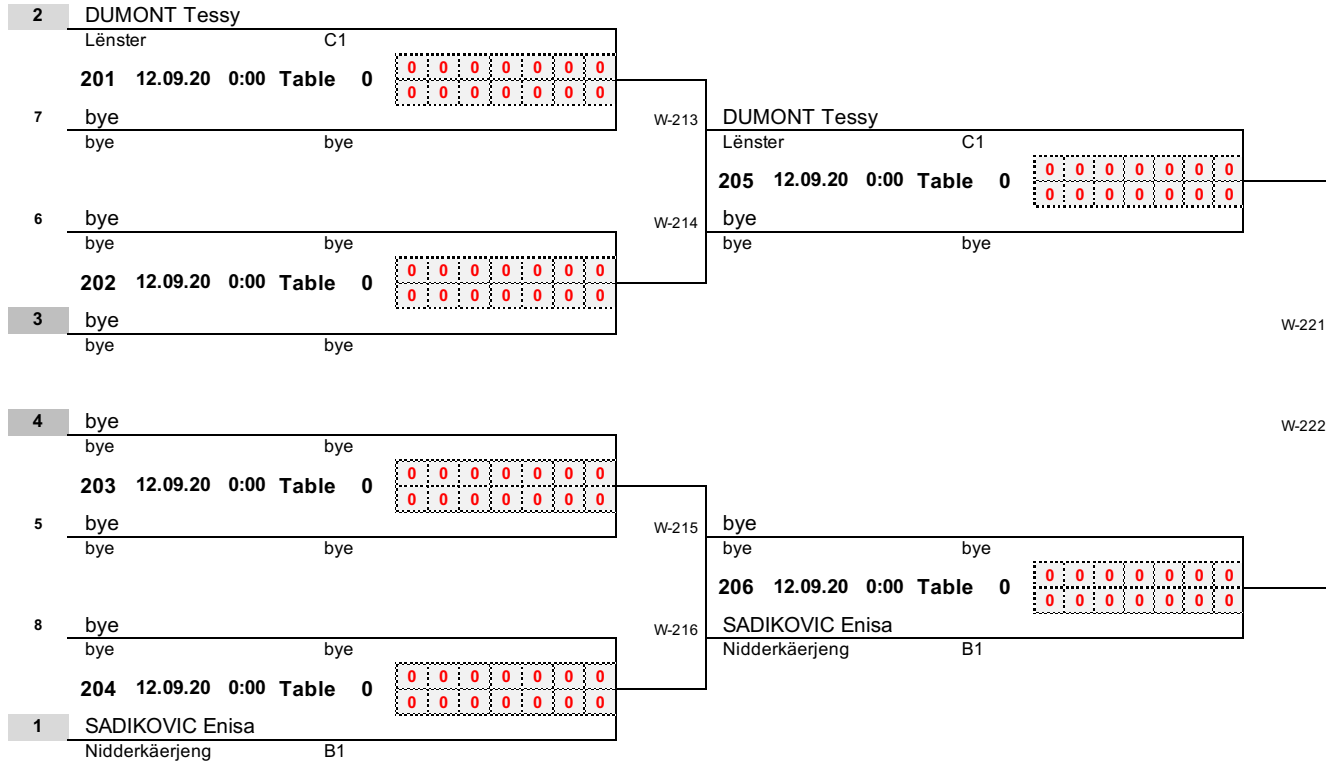 2 DUMONT Tessy
Lënster C1
0 0 0 0 0 0 0
201 12.09.20 0:00 Table 0
0 0 0 0 0 0 0
7 bye
bye bye
W-213 DUMONT Tessy
Lënster C1
0 0 0 0 0 0 0
205 12.09.20 0:00 Table 0
0 0 0 0 0 0 0
6 bye
bye bye
W-214 bye
bye bye
0 0 0 0 0 0 0
202 12.09.20 0:00 Table 0
0 0 0 0 0 0 0
3 bye
bye bye
W-221
4 bye
bye bye
W-222
0 0 0 0 0 0 0
203 12.09.20 0:00 Table 0
0 0 0 0 0 0 0
5 bye
bye bye
W-215 bye
bye bye
0 0 0 0 0 0 0
206 12.09.20 0:00 Table 0
0 0 0 0 0 0 0
8 bye
bye bye
W-216 SADIKOVIC Enisa
Nidderkäerjeng B1
0 0 0 0 0 0 0
204 12.09.20 0:00 Table 0
0 0 0 0 0 0 0
1 SADIKOVIC Enisa
Nidderkäerjeng B1